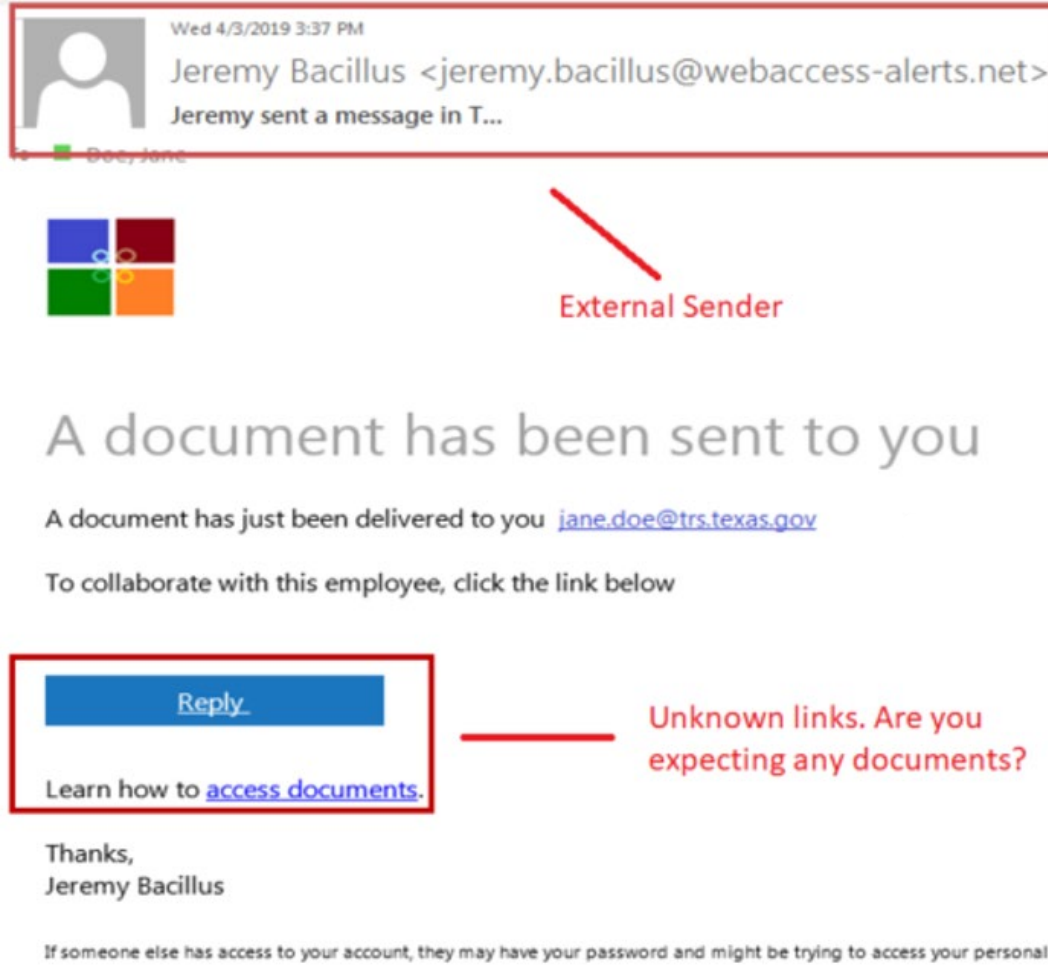 Wed 4/3/2019 3:37 PM
Jeremy Bacillus <jeremy.bacillus@webaccess-alerts.net>
Jeremy sent a message in T...
To Doe, Jane
External Sender
A document has been sent to you
A document has just been delivered to you jane.doe@trs.texas.gov
To collaborate with this employee, click the link below
Reply
Unknown links. Are you
expecting any documents?
Learn how to access documents.
Thanks,
Jeremy Bacillus
If someone else has access to your account, they may have your password and might be trying to access your personal